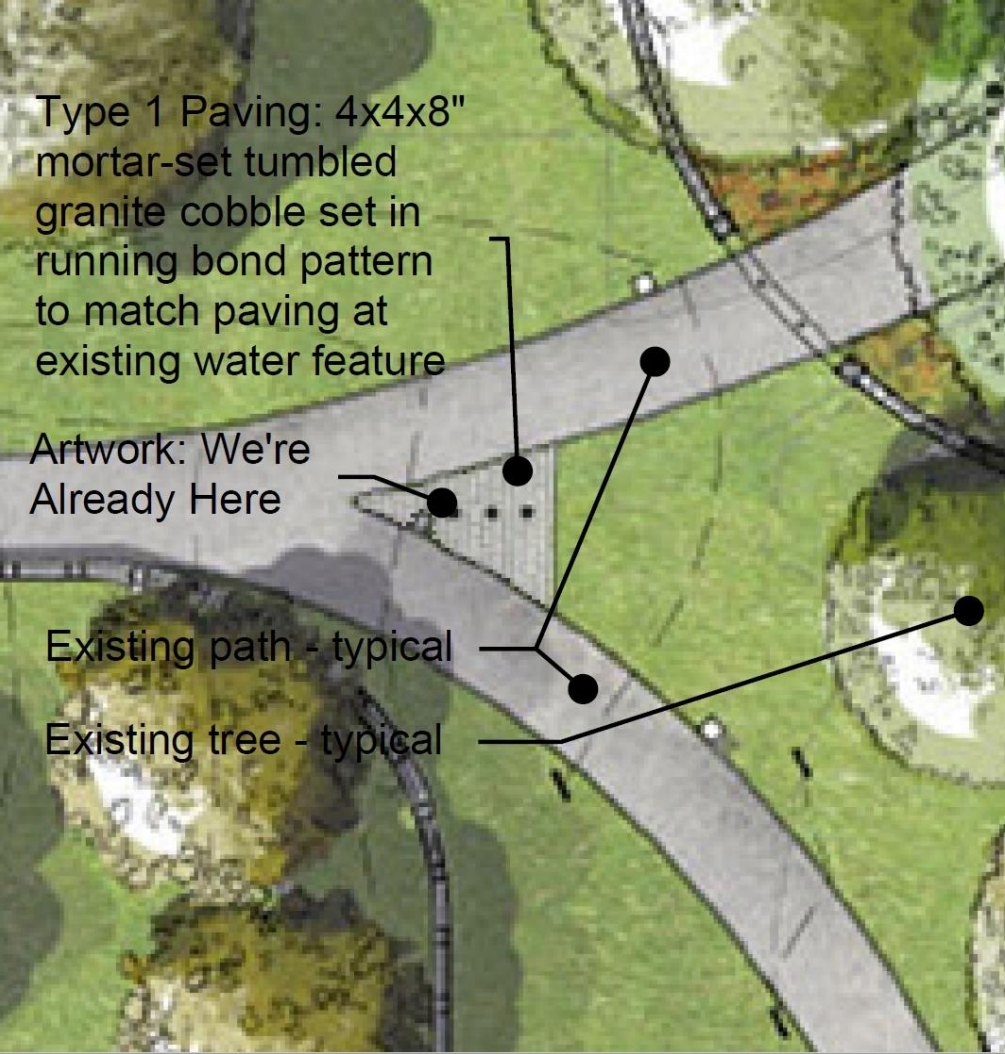 Type 1 Paving: 4x4x8"
mortar-set tumbled
granite cobble set in
running bond pattern
to match paving at
existing water feature
Artwork: We're
Already Here
Existing path - typical
Existing tree - typical